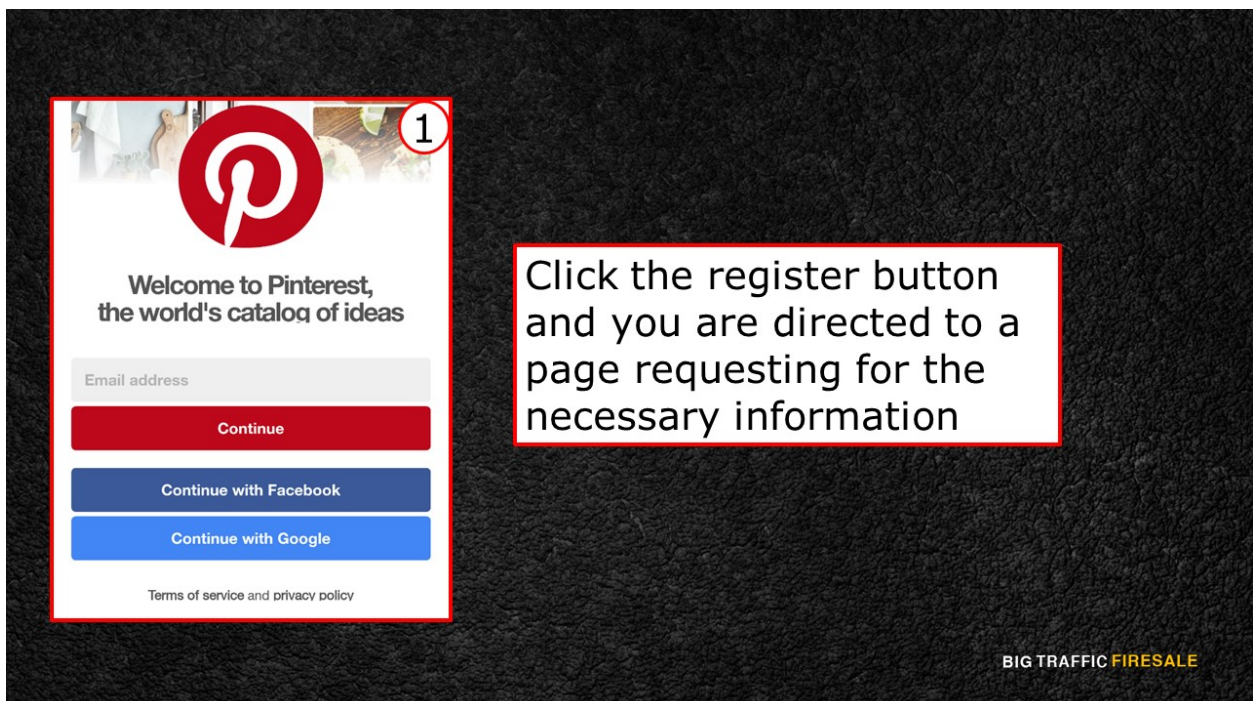 1
Welcome to Pinterest,
the world's catalog of ideas
Email address
Continue
Continue with Facebook
Continue with Google
Terms of service and privacy policy
Click the register button
and you are directed to a
page requesting for the
necessary information
BIG TRAFFIC FIRESALE